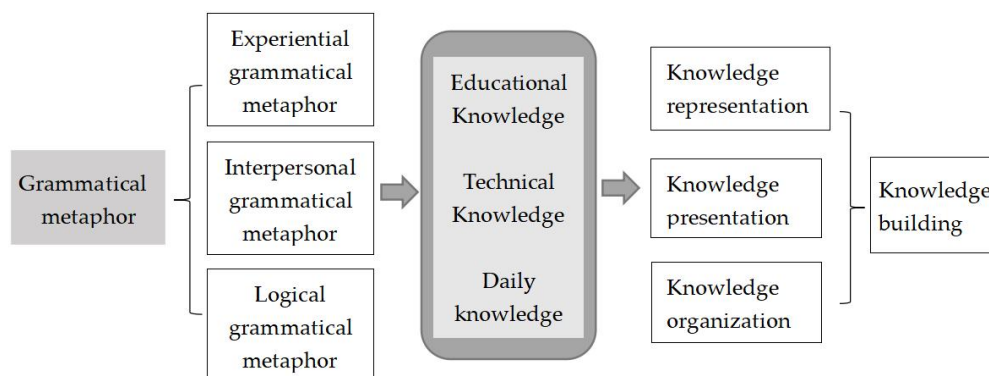 Grammatical
metaphor
Experiential
grammatical
metaphor
Interpersonal
grammatical
metaphor
Logical
grammatical
metaphor
Educational
Knowledge
Technical
Knowledge
Daily
knowledge
Knowledge
representation
Knowledge
presentation
Knowledge
organization
Knowledge
building